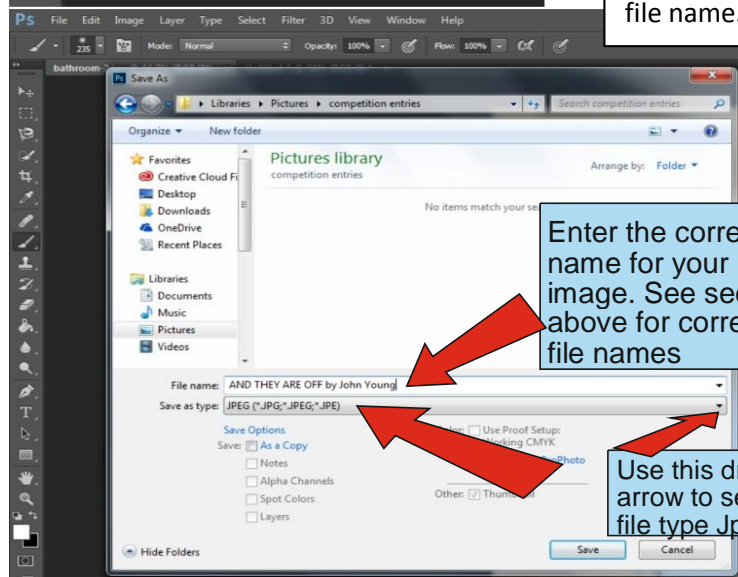 file name.
Ps File Edit Image Layer Type Select Filter 3D View Window Help
235 Mode: Normal Opacity: 100% Flow: 100%
Save As
Libraries Pictures competition entries Search competition entries
Organize New folder
Favorites
Creative Cloud Fi
Desktop
Downloads
OneDrive
Recent Places
Libraries
Documents
Music
Pictures
Videos
Pictures library
competition entries
Arrange by: Folder
No items match your
Enter the corre
name for your
image. See se
above for corre
file names
File name: AND THEY ARE OFF by John Young
Save as type: JPEG (*.JPG;*.JPEG;*.JPE)
Save Options
Save: As a Copy
Notes
Alpha Channels
Spot Colors
Layers
Use Proof Setup:
Working CMYK
ProPhoto
Other:
Use this d
arrow to se
file type Jp
Hide Folders
Save Cancel